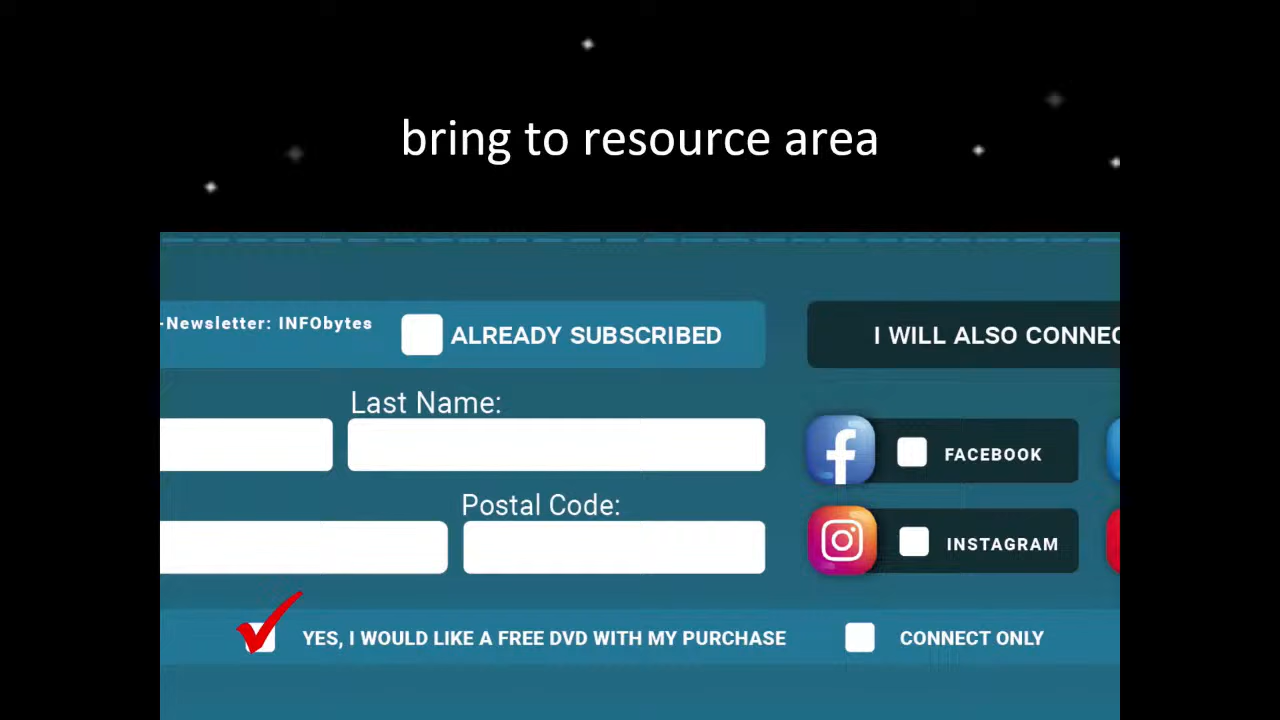 bring to resource area
-Newsletter: INFObytes
ALREADY SUBSCRIBED
I WILL ALSO
Last Name:
FACEBOOK
Postal Code:
INSTAGRAM
YES, I WOULD LIKE A FREE DVD WITH MY PURCHASE
CONNECT ONLY